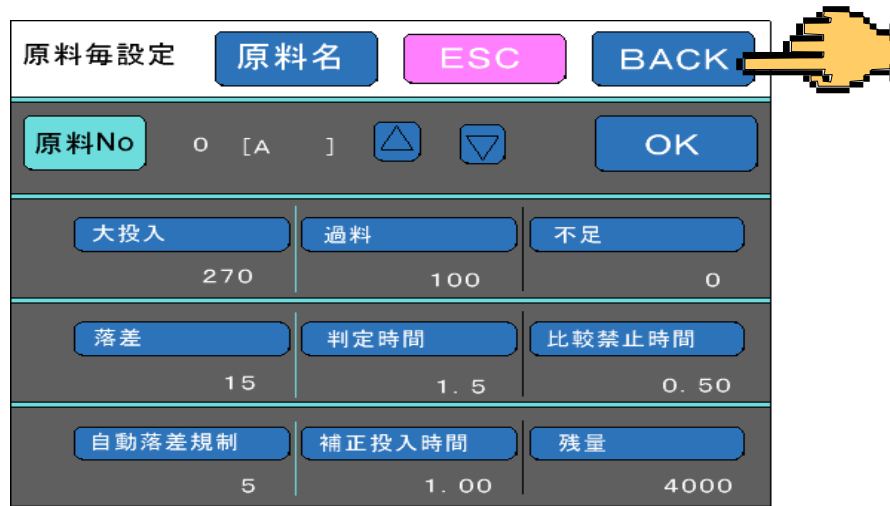 原料毎設定 原料名 ESC BACK
原料No 0 [A ] OK
大投入 過料 不足
270 100 0
落差 判定時間 比較禁止時間
15 1.5 0.50
自動落差規制 補正投入時間 残量
5 1.00 4000